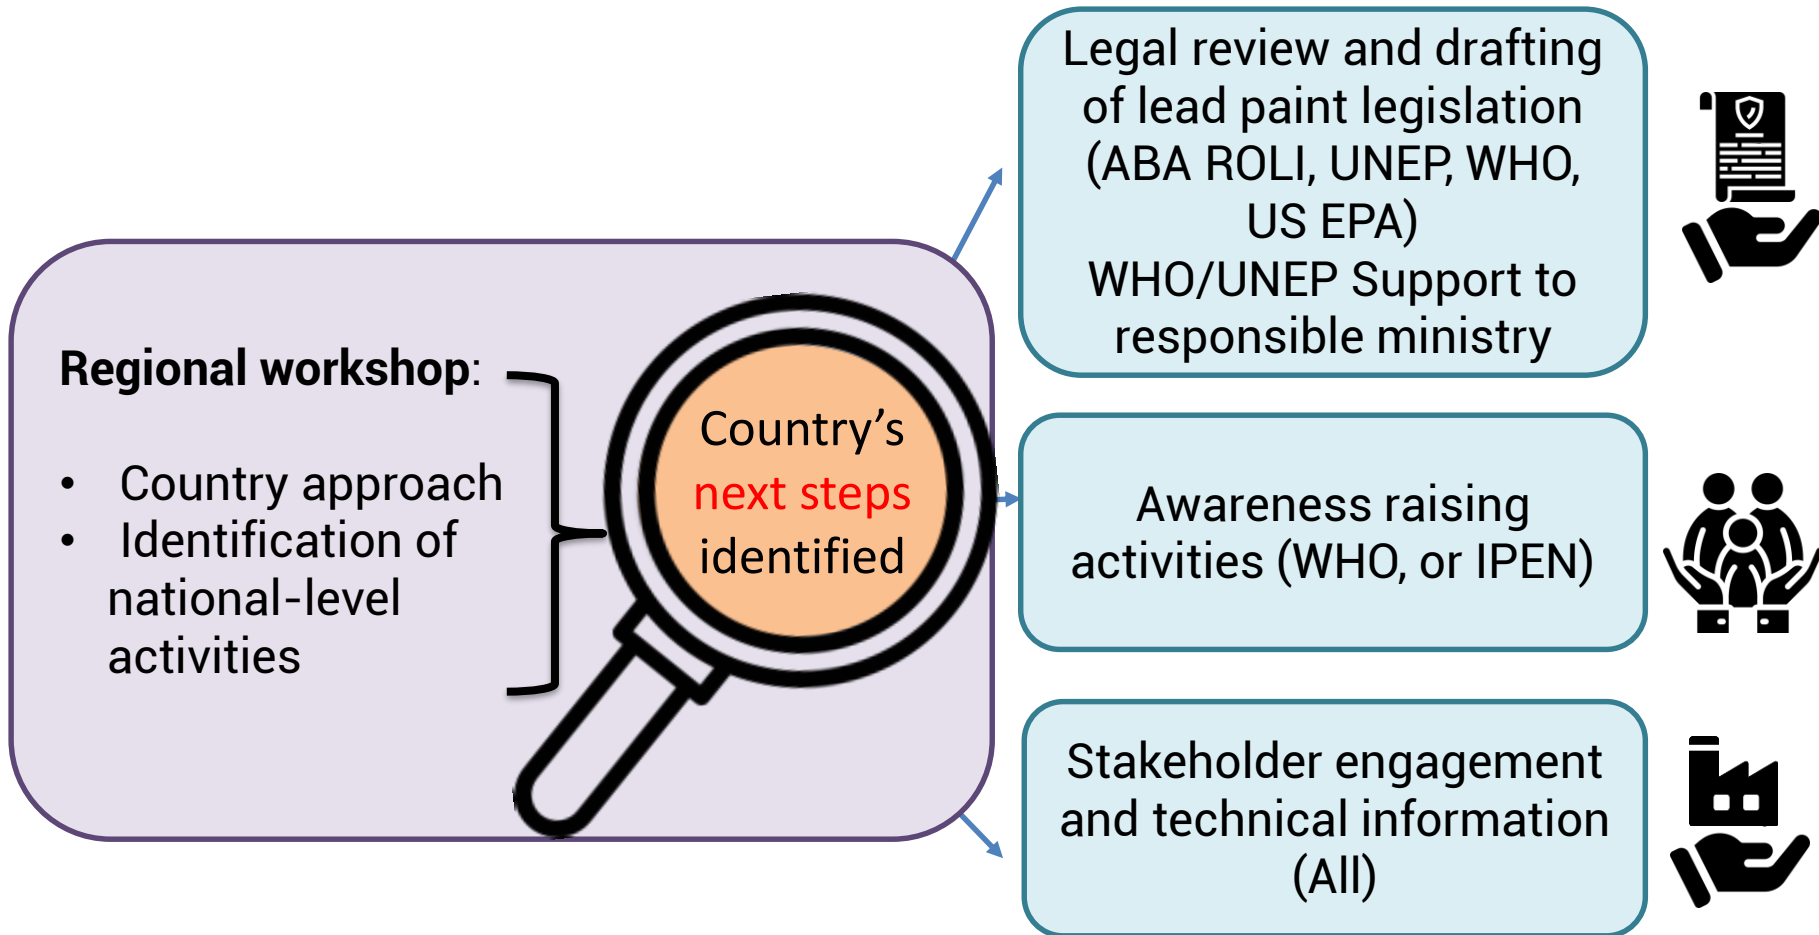 Regional workshop:
• Country approach
• Identification of
national-level
activities
Country’s
next steps
identified
Legal review and drafting
of lead paint legislation
(ABA ROLI, UNEP, WHO,
US EPA)
WHO/UNEP Support to
responsible ministry
Awareness raising
activities (WHO, or IPEN)
Stakeholder engagement
and technical information
(All)